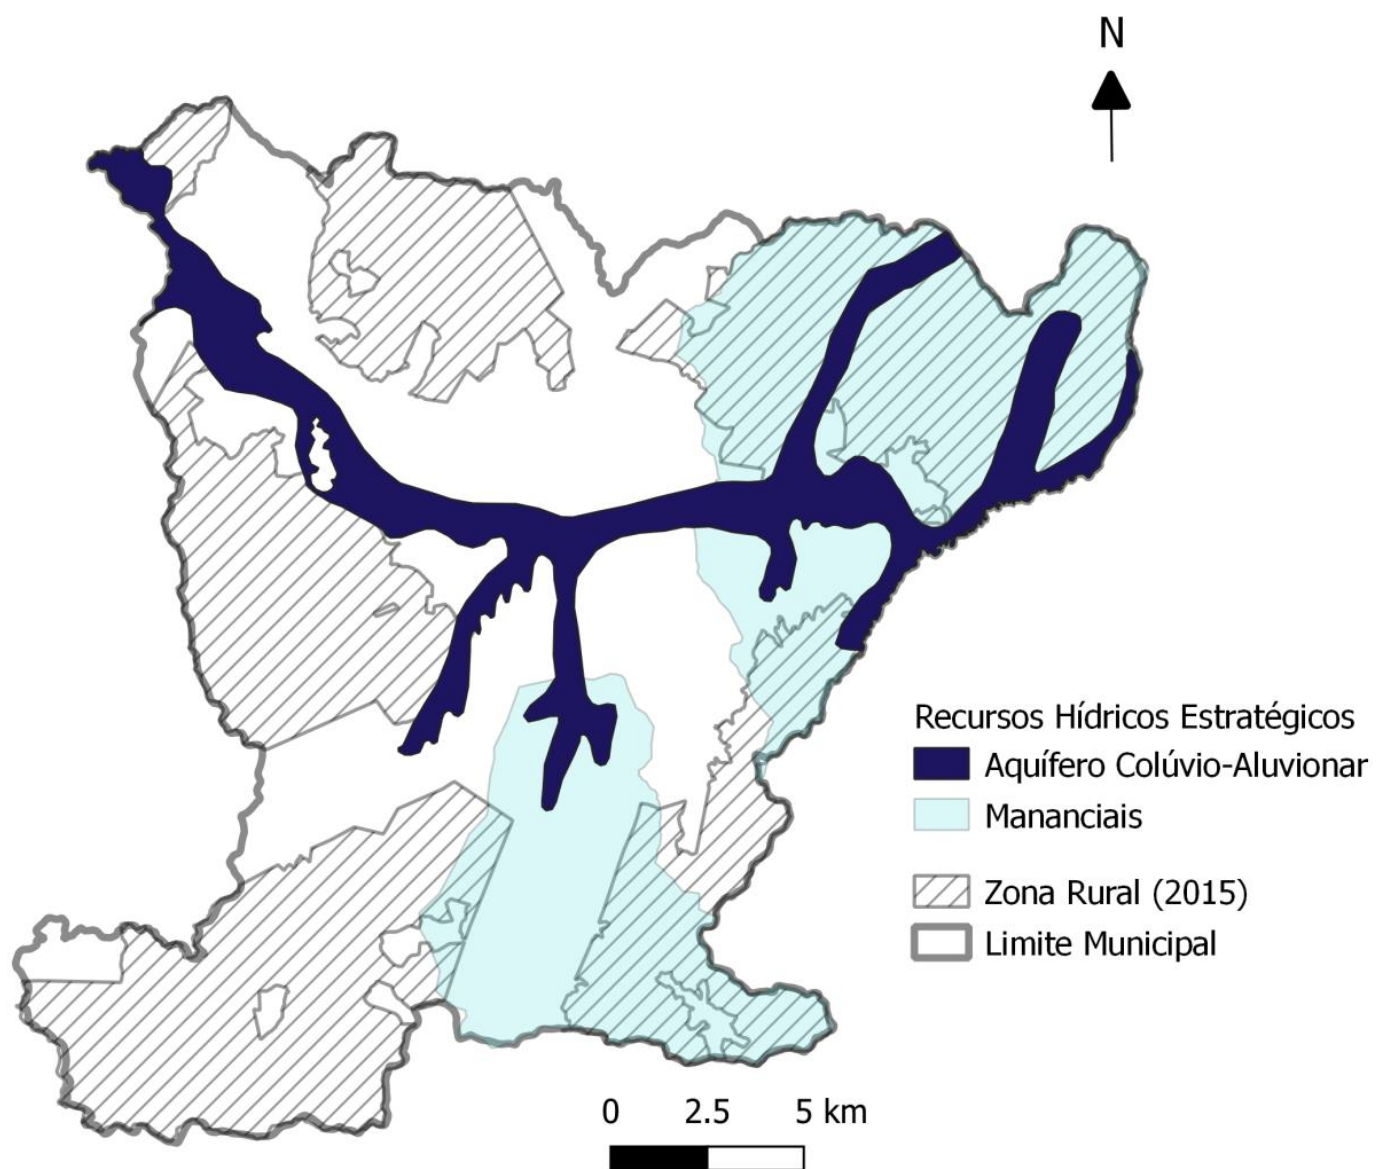 N
Recursos Hídricos Estratégicos
Aquífero Colúvio-Aluvionar
Mananciais
Zona Rural (2015)
Limite Municipal
0 2.5 5 km